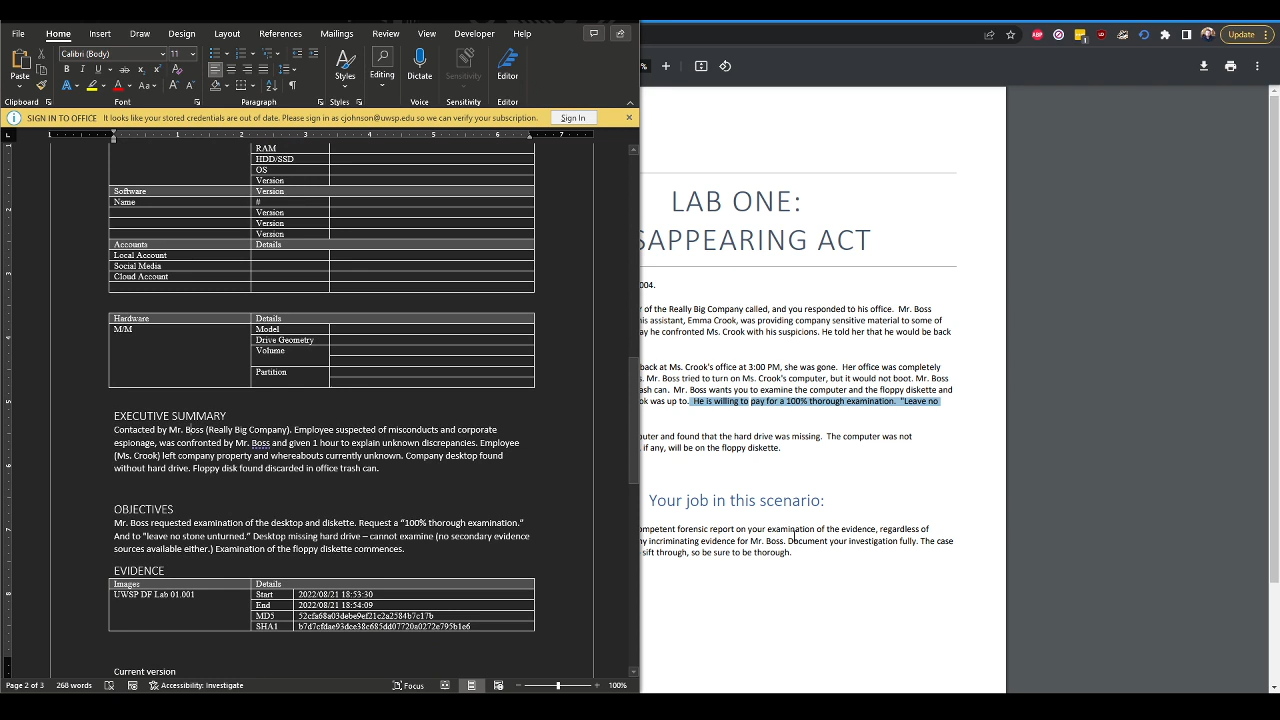 File Home Insert Draw Design Layout References Mailings Review View Developer Help
Calibri (Body) 11
Paste Styles Editing Dictate Sensitivity Editor
Clipboard Font Paragraph Styles Voice Sensitivity Editor
SIGN IN TO OFFICE It looks like your stored credentials are out of date. Please sign in as cjohnson@uwsp.edu so we can verify your subscription. Sign In
RAM
HDD/SSD
OS
Version
Software Version
Name #
Version
Version
Version
Accounts Details
Local Account
Social Media
Cloud Account
Hardware Details
M/M Model
Drive Geometry
Volume
Partition
EXECUTIVE SUMMARY
Contacted by Mr. Boss (Really Big Company). Employee suspected of misconducts and corporate
espionage, was confronted by Mr. Boss and given 1 hour to explain unknown discrepancies. Employee
(Ms. Crook) left company property and whereabouts currently unknown. Company desktop found
without hard drive. Floppy disk found discarded in office trash can.
OBJECTIVES
Mr. Boss requested examination of the desktop and diskette. Request a “100% thorough examination.”
And to “leave no stone unturned.” Desktop missing hard drive – cannot examine (no secondary evidence
sources available either.) Examination of the floppy diskette commences.
EVIDENCE
Images Details
UWSP DF Lab 01.001 Start 2022/08/21 18:53:30
End 2022/08/21 18:54:09
MD5 52cfa68a03debe9ef21c2a2584b7c17b
SHA1 b7d7cfdae93dce38e685dd07720a0272e795b1e6
Current version
Page 2 of 3 268 words Accessibility: Investigate Focus 100%
Update
%
LAB ONE:
SAPPEARING ACT
004.
r of the Really Big Company called, and you responded to his office. Mr. Boss
is assistant, Emma Crook, was providing company sensitive material to some of
ay he confronted Ms. Crook with his suspicions. He told her that he would be back
back at Ms. Crook's office at 3:00 PM, she was gone. Her office was completely
. Mr. Boss tried to turn on Ms. Crook's computer, but it would not boot. Mr. Boss
ash can. Mr. Boss wants you to examine the computer and the floppy diskette and
ok was up to. He is willing to pay for a 100% thorough examination. "Leave no
puter and found that the hard drive was missing. The computer was not
, if any, will be on the floppy diskette.
Your job in this scenario:
ompetent forensic report on your examination of the evidence, regardless of
ny incriminating evidence for Mr. Boss. Document your investigation fully. The case
sift through, so be sure to be thorough.